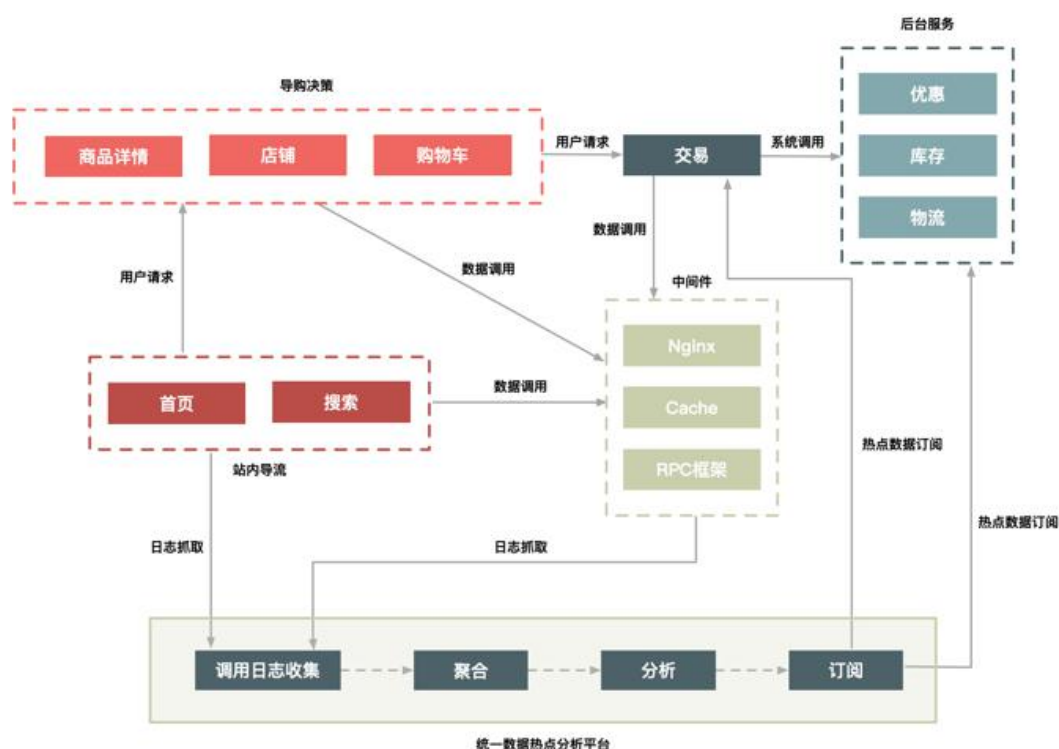 后台服务
导购决策
优惠
商品详情
店铺
购物车
用户请求
交易
系统调用
库存
物流
数据调用
用户请求
数据调用
中间件
Nginx
首页
搜索
数据调用
Cache
RPC框架
站内导流
热点数据订阅
热点数据订阅
日志抓取
日志抓取
调用日志收集
聚合
分析
订阅
统一数据热点分析平台